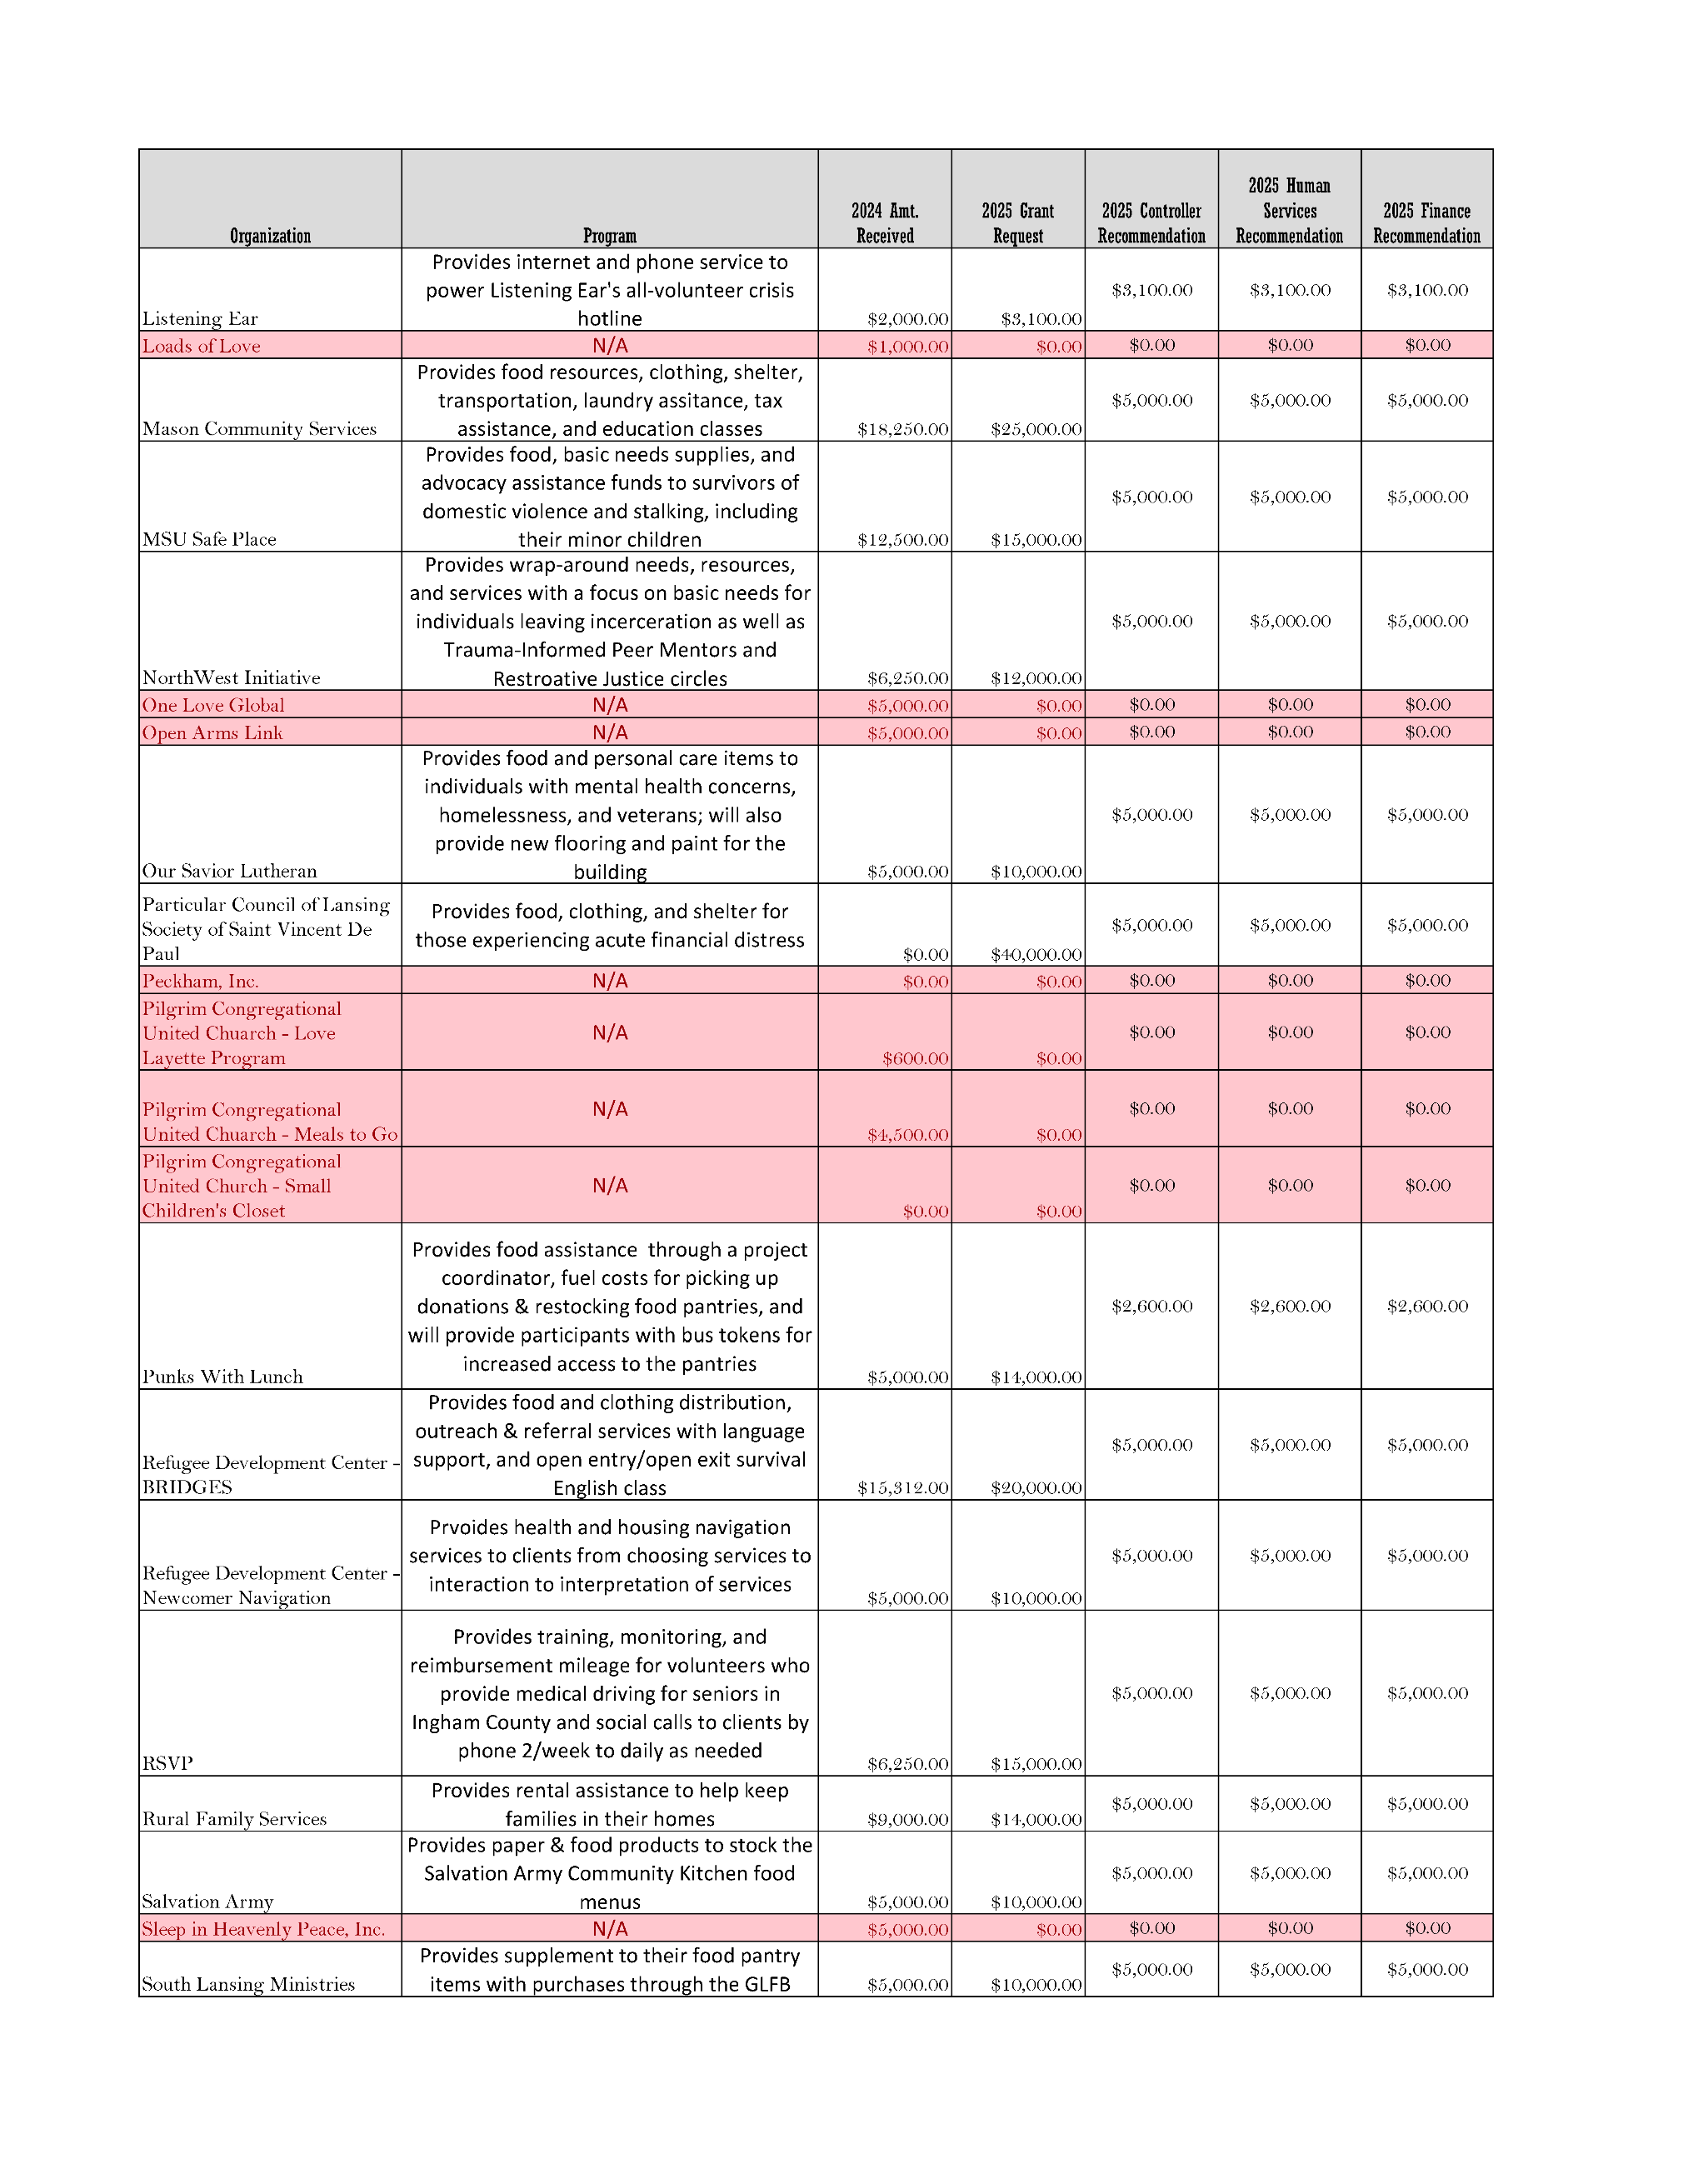 Organization Program 2024 Amt. Received 2025 Grant Request 2025 Controller Recommendation 2025 Human Services Recommendation 2025 Finance Recommendation
Listening Ear Provides internet and phone service to power Listening Ear's all-volunteer crisis hotline $2,000.00 $3,100.00 $3,100.00 $3,100.00 $3,100.00
Loads of Love N/A $1,000.00 $0.00 $0.00 $0.00 $0.00
Mason Community Services Provides food resources, clothing, shelter, transportation, laundry assitance, tax assistance, and education classes $18,250.00 $25,000.00 $5,000.00 $5,000.00 $5,000.00
MSU Safe Place Provides food, basic needs supplies, and advocacy assistance funds to survivors of domestic violence and stalking, including their minor children $12,500.00 $15,000.00 $5,000.00 $5,000.00 $5,000.00
NorthWest Initiative Provides wrap-around needs, resources, and services with a focus on basic needs for individuals leaving incerceration as well as Trauma-Informed Peer Mentors and Restroative Justice circles $6,250.00 $12,000.00 $5,000.00 $5,000.00 $5,000.00
One Love Global N/A $5,000.00 $0.00 $0.00 $0.00 $0.00
Open Arms Link N/A $5,000.00 $0.00 $0.00 $0.00 $0.00
Our Savior Lutheran Provides food and personal care items to individuals with mental health concerns, homelessness, and veterans; will also provide new flooring and paint for the building $5,000.00 $10,000.00 $5,000.00 $5,000.00 $5,000.00
Particular Council of Lansing Society of Saint Vincent De Paul Provides food, clothing, and shelter for those experiencing acute financial distress $0.00 $40,000.00 $5,000.00 $5,000.00 $5,000.00
Peckham, Inc. N/A $0.00 $0.00 $0.00 $0.00 $0.00
Pilgrim Congregational United Chuarch - Love Layette Program N/A $600.00 $0.00 $0.00 $0.00 $0.00
Pilgrim Congregational United Chuarch - Meals to Go N/A $4,500.00 $0.00 $0.00 $0.00 $0.00
Pilgrim Congregational United Church - Small Children's Closet N/A $0.00 $0.00 $0.00 $0.00 $0.00
Punks With Lunch Provides food assistance through a project coordinator, fuel costs for picking up donations & restocking food pantries, and will provide participants with bus tokens for increased access to the pantries $5,000.00 $14,000.00 $2,600.00 $2,600.00 $2,600.00
Refugee Development Center - BRIDGES Provides food and clothing distribution, outreach & referral services with language support, and open entry/open exit survival English class $15,312.00 $20,000.00 $5,000.00 $5,000.00 $5,000.00
Refugee Development Center - Newcomer Navigation Prvoides health and housing navigation services to clients from choosing services to interaction to interpretation of services $5,000.00 $10,000.00 $5,000.00 $5,000.00 $5,000.00
RSVP Provides training, monitoring, and reimbursement mileage for volunteers who provide medical driving for seniors in Ingham County and social calls to clients by phone 2/week to daily as needed $6,250.00 $15,000.00 $5,000.00 $5,000.00 $5,000.00
Rural Family Services Provides rental assistance to help keep families in their homes $9,000.00 $14,000.00 $5,000.00 $5,000.00 $5,000.00
Salvation Army Provides paper & food products to stock the Salvation Army Community Kitchen food menus $5,000.00 $10,000.00 $5,000.00 $5,000.00 $5,000.00
Sleep in Heavenly Peace, Inc. N/A $5,000.00 $0.00 $0.00 $0.00 $0.00
South Lansing Ministries Provides supplement to their food pantry items with purchases through the GLFB $5,000.00 $10,000.00 $5,000.00 $5,000.00 $5,000.00